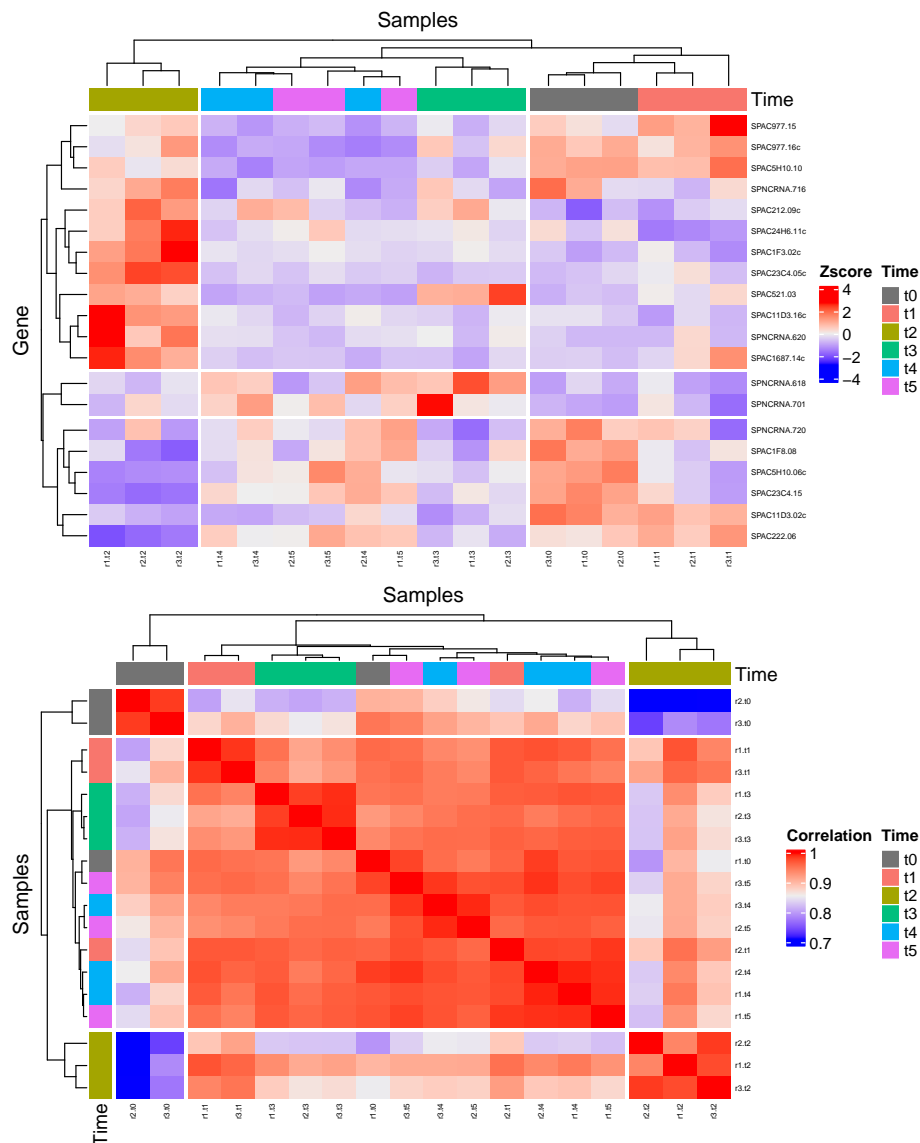 Samples
Time
SPAC977.15
SPAC977.16c
SPAC5H10.10
SPNCRNA.716
SPAC212.09c
SPAC24H6.11c
SPAC1F3.02c
SPAC23C4.05c
SPAC521.03
SPAC11D3.16c
SPNCRNA.620
SPAC1687.14c
SPNCRNA.618
SPNCRNA.701
SPNCRNA.720
SPAC1F8.08
SPAC5H10.06c
SPAC23C4.15
SPAC11D3.02c
SPAC222.06
Gene
r1.t2 r2.t2 r3.t2 r1.t4 r3.t4 r2.t5 r3.t5 r2.t4 r1.t5 r3.t3 r1.t3 r2.t3 r3.t0 r1.t0 r2.t0 r1.t1 r2.t1 r3.t1
Zscore
4
2
0
−2
−4
Time
t0
t1
t2
t3
t4
t5
Samples
Time
r2.t0
r3.t0
r1.t1
r3.t1
r1.t3
r2.t3
r3.t3
r1.t0
r3.t5
r3.t4
r2.t5
r2.t1
r2.t4
r1.t4
r1.t5
r2.t2
r1.t2
r3.t2
Samples
Time
r2.t0 r3.t0 r1.t1 r3.t1 r1.t3 r2.t3 r3.t3 r1.t0 r3.t5 r3.t4 r2.t5 r2.t1 r2.t4 r1.t4 r1.t5 r2.t2 r1.t2 r3.t2
Correlation
1
0.9
0.8
0.7
Time
t0
t1
t2
t3
t4
t5